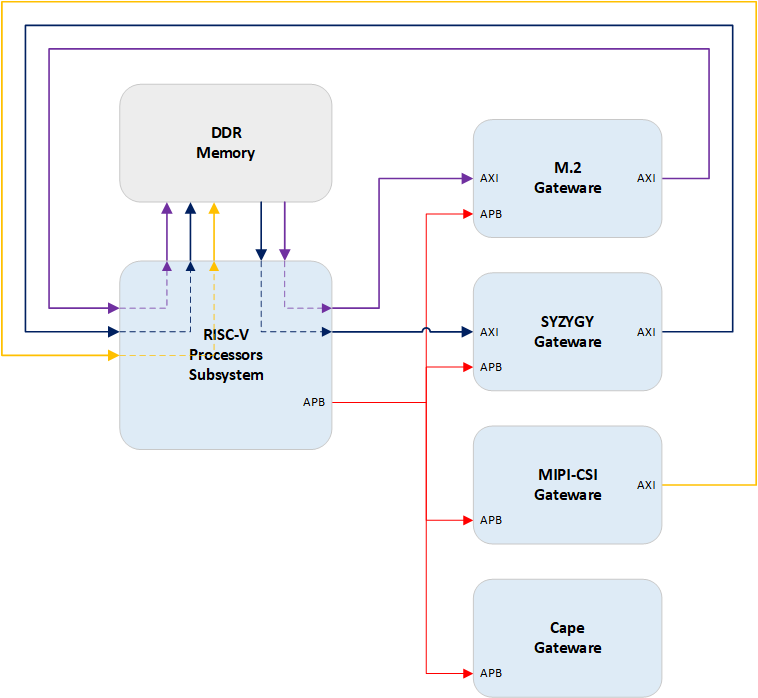 DDR
Memory
M.2
Gateware
AXI
AXI
APB
RISC-V
Processors
Subsystem
APB
SYZYGY
Gateware
AXI
AXI
APB
MIPI-CSI
Gateware
AXI
APB
Cape
Gateware
APB